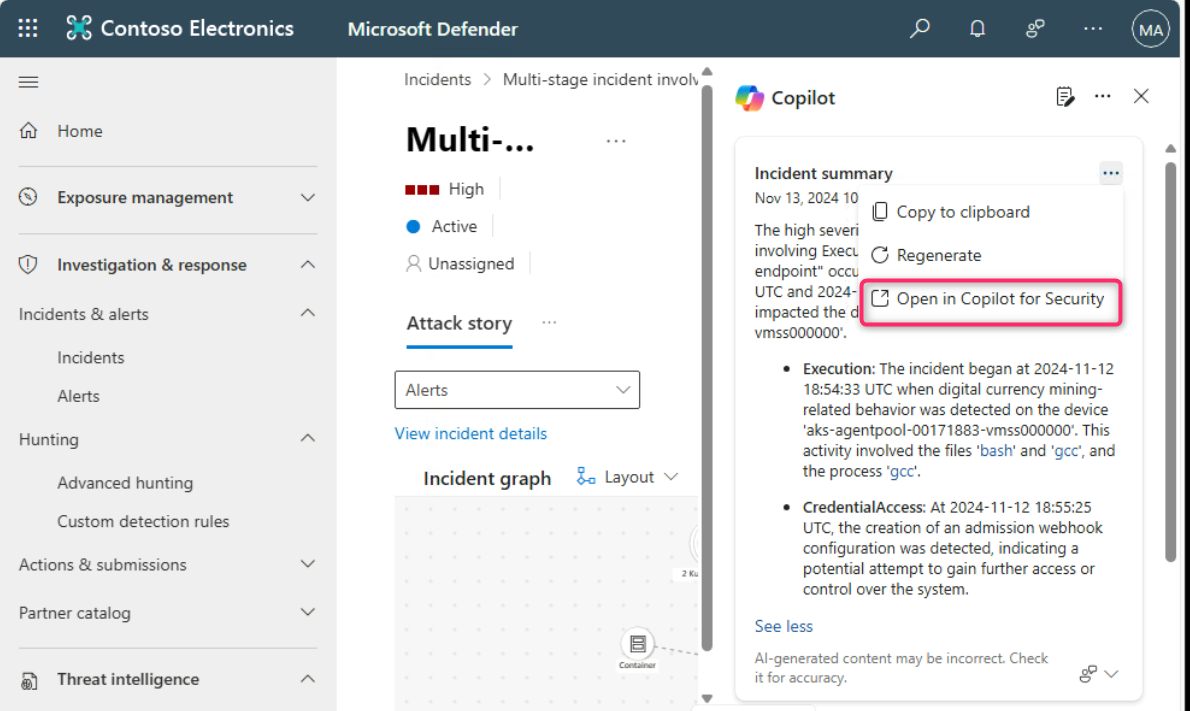 Contoso Electronics
Microsoft Defender
MA
Home
Exposure management
Investigation & response
Incidents & alerts
Incidents
Alerts
Hunting
Advanced hunting
Custom detection rules
Actions & submissions
Partner catalog
Threat intelligence
Incidents > Multi-stage incident involv
Multi-... ...
High
Active
Unassigned
Attack story ...
Alerts
View incident details
Incident graph Layout
2 Ku
Container
Copilot ...
Incident summary ...
Nov 13, 2024 10
The high severi
involving Execu
endpoint" occu
UTC and 2024-
impacted the d
vmss000000'.
Copy to clipboard
Regenerate
Open in Copilot for Security
• Execution: The incident began at 2024-11-12
18:54:33 UTC when digital currency mining-
related behavior was detected on the device
'aks-agentpool-00171883-vmss000000'. This
activity involved the files 'bash' and 'gcc', and
the process 'gcc'.
• CredentialAccess: At 2024-11-12 18:55:25
UTC, the creation of an admission webhook
configuration was detected, indicating a
potential attempt to gain further access or
control over the system.
See less
AI-generated content may be incorrect. Check
it for accuracy.